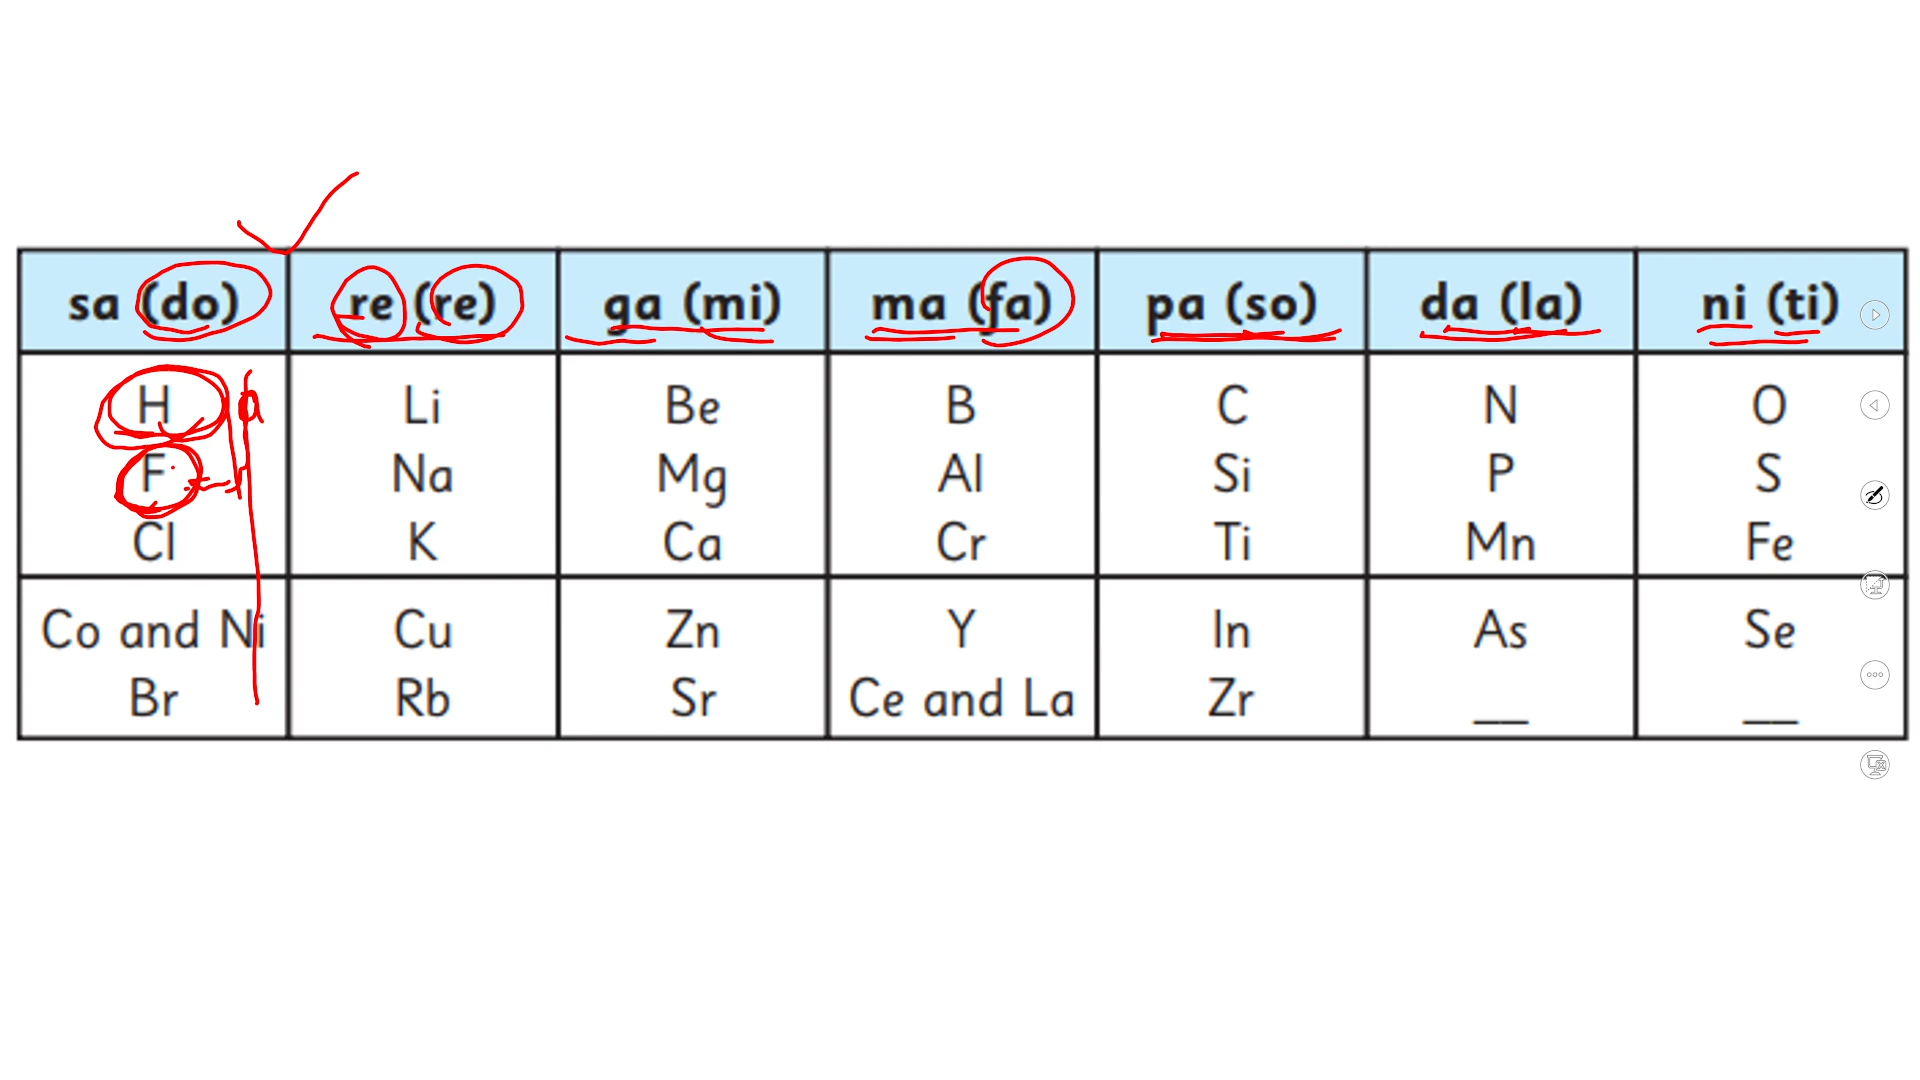 sa (do) re (re) ga (mi) ma (fa) pa (so) da (la) ni (ti)
H Li Be B C N O
F Na Mg Al Si P S
Cl K Ca Cr Ti Mn Fe
Co and Ni Cu Zn Y In As Se
Br Rb Sr Ce and La Zr __ __